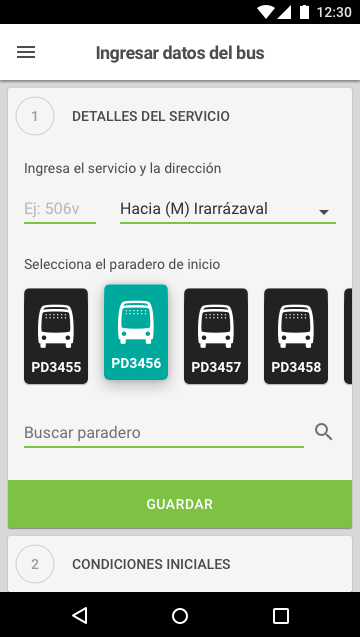 12:30
Ingresar datos del bus
1 DETALLES DEL SERVICIO
Ingresa el servicio y la dirección
Ej: 506v Hacia (M) Irarrázaval
Selecciona el paradero de inicio
PD3455 PD3456 PD3457 PD3458
Buscar paradero
GUARDAR
2 CONDICIONES INICIALES